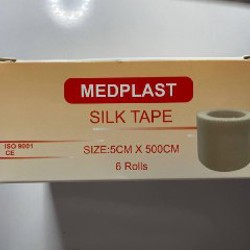 MEDPLAST
SILK TAPE
ISO 9001
CE
SIZE:5CM X 500CM
6 Rolls